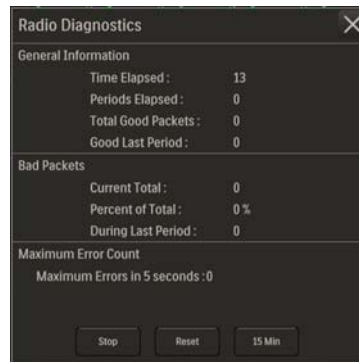 Radio Diagnostics
General Information
Time Elapsed : 13
Periods Elapsed : 0
Total Good Packets : 0
Good Last Period : 0
Bad Packets
Current Total : 0
Percent of Total : 0 %
During Last Period : 0
Maximum Error Count
Maximum Errors in 5 seconds :0
Stop Reset 15 Min